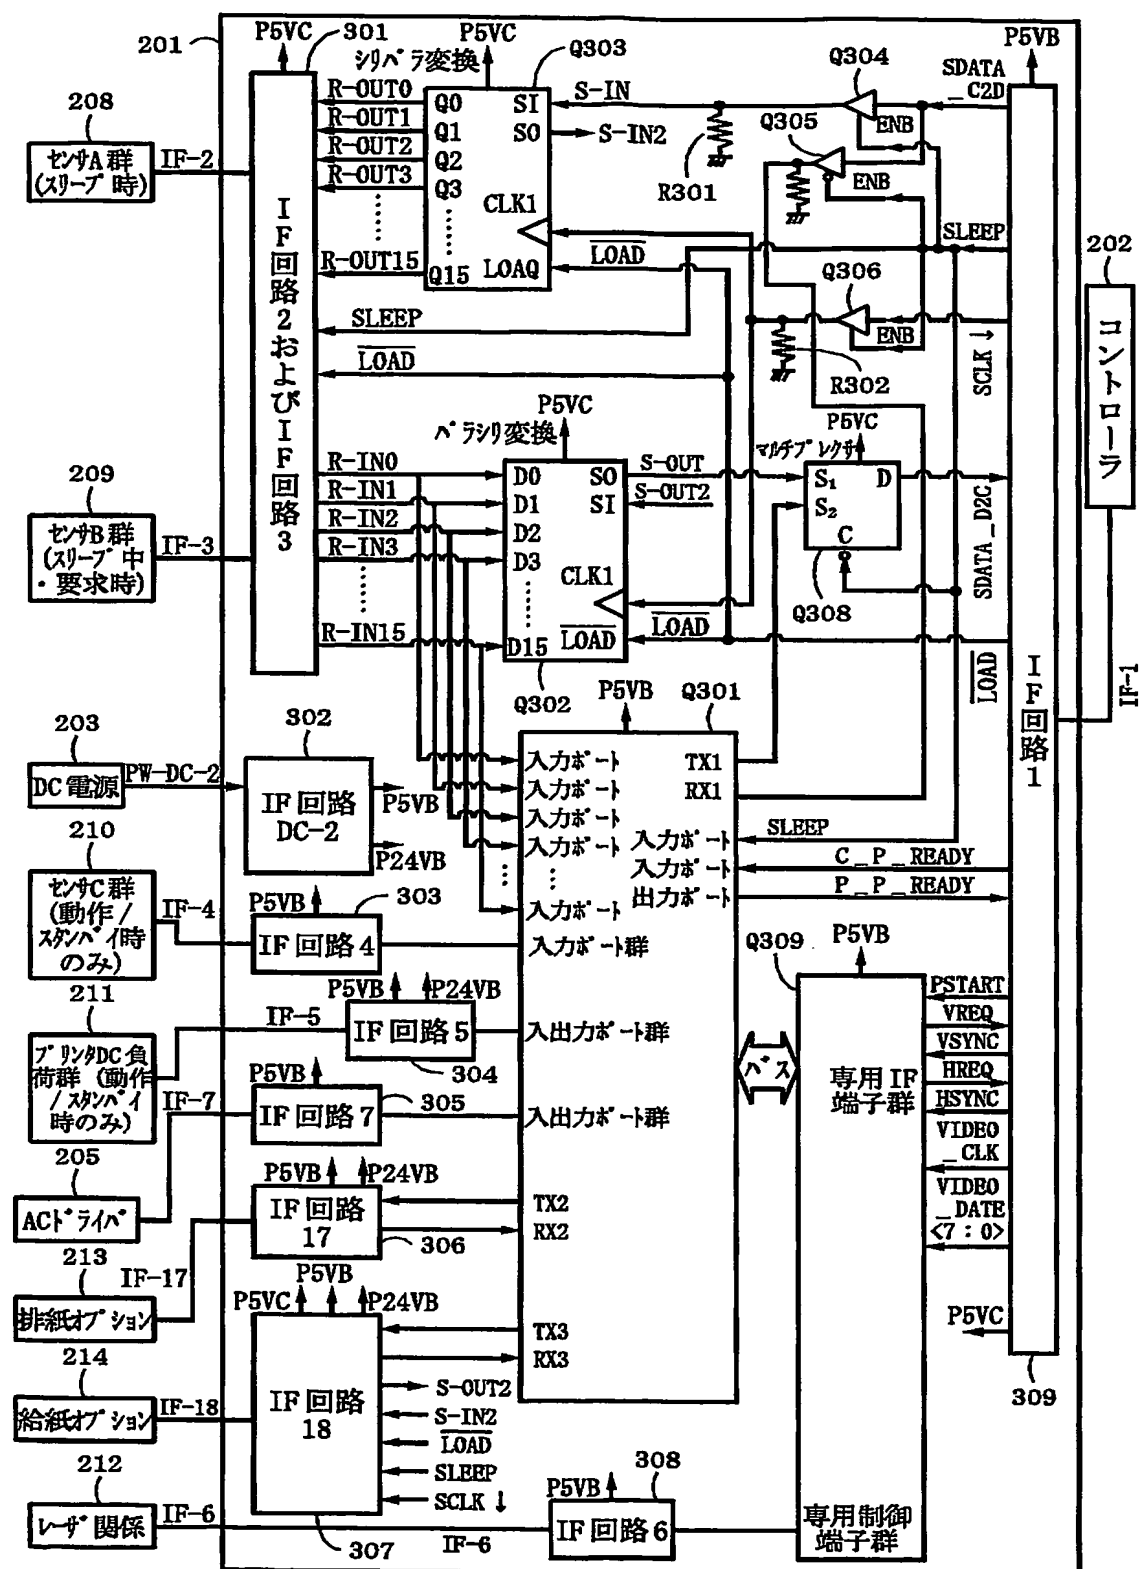 201
P5VC
301
P5VC
Q303
シリパラ変換
Q304
P5VB
SDATA
_C2D
208
センサA群
(スリープ時)
IF-2
R-OUT0
R-OUT1
R-OUT2
R-OUT3
R-OUT15
Q0
Q1
Q2
Q3
Q15
SI
SO
CLK1
LOAQ
S-IN
S-IN2
R301
ENB
Q305
ENB
SLEEP
LOAD
Q306
ENB
R302
SCLK↓
202
コントローラ
IF-1
IF回路2およびIF回路3
SLEEP
LOAD
P5VC
パラシリ変換
209
センサB群
(スリープ中
・要求時)
IF-3
R-IN0
R-IN1
R-IN2
R-IN3
R-IN15
D0
D1
D2
D3
D15
SO
SI
CLK1
LOAD
Q302
S-OUT
S-OUT2
P5VC
マルチプレクサ
S1
S2
D
C
Q308
SDATA_D2C
LOAD
LOAD
IF回路1
203
DC電源
PW-DC-2
302
IF回路
DC-2
P5VB
P24VB
P5VB
Q301
入力ポート
入力ポート
入力ポート
入力ポート
入力ポート
TX1
RX1
入力ポート
入力ポート
出力ポート
SLEEP
C_P_READY
P_P_READY
210
センサC群
(動作/
スタンバイ時
のみ)
IF-4
P5VB
303
IF回路4
入力ポート群
211
プリンタDC負
荷群 (動作
/スタンバイ
時のみ)
IF-5
P5VB
P24VB
IF回路5
304
入出力ポート群
IF-7
P5VB
IF回路7
305
入出力ポート群
バス
Q309
P5VB
専用IF
端子群
PSTART
VREQ
VSYNC
HREQ
HSYNC
VIDEO
_CLK
VIDEO
_DATE
<7:0>
205
ACドライバ
P5VB
P24VB
IF回路
17
306
TX2
RX2
213
排紙オプション
IF-17
P5VC
P5VB
P24VB
P5VC
309
214
給紙オプション
IF-18
IF回路
18
307
TX3
RX3
S-OUT2
S-IN2
LOAD
SLEEP
SCLK↓
212
レーザ関係
IF-6
IF-6
P5VB
308
IF回路6
専用制御
端子群